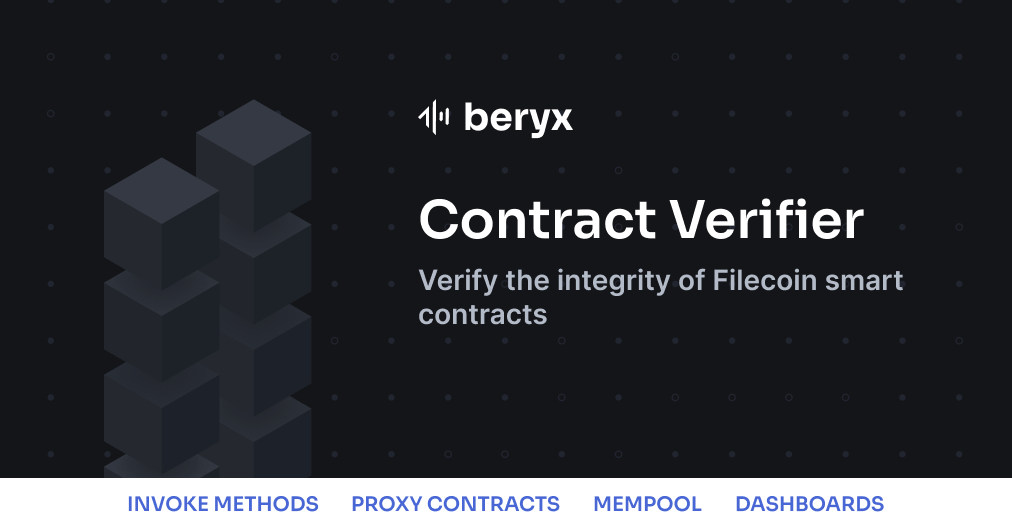 beryx
Contract Verifier
Verify the integrity of Filecoin smart
contracts
INVOKE METHODS PROXY CONTRACTS MEMPOOL DASHBOARDS